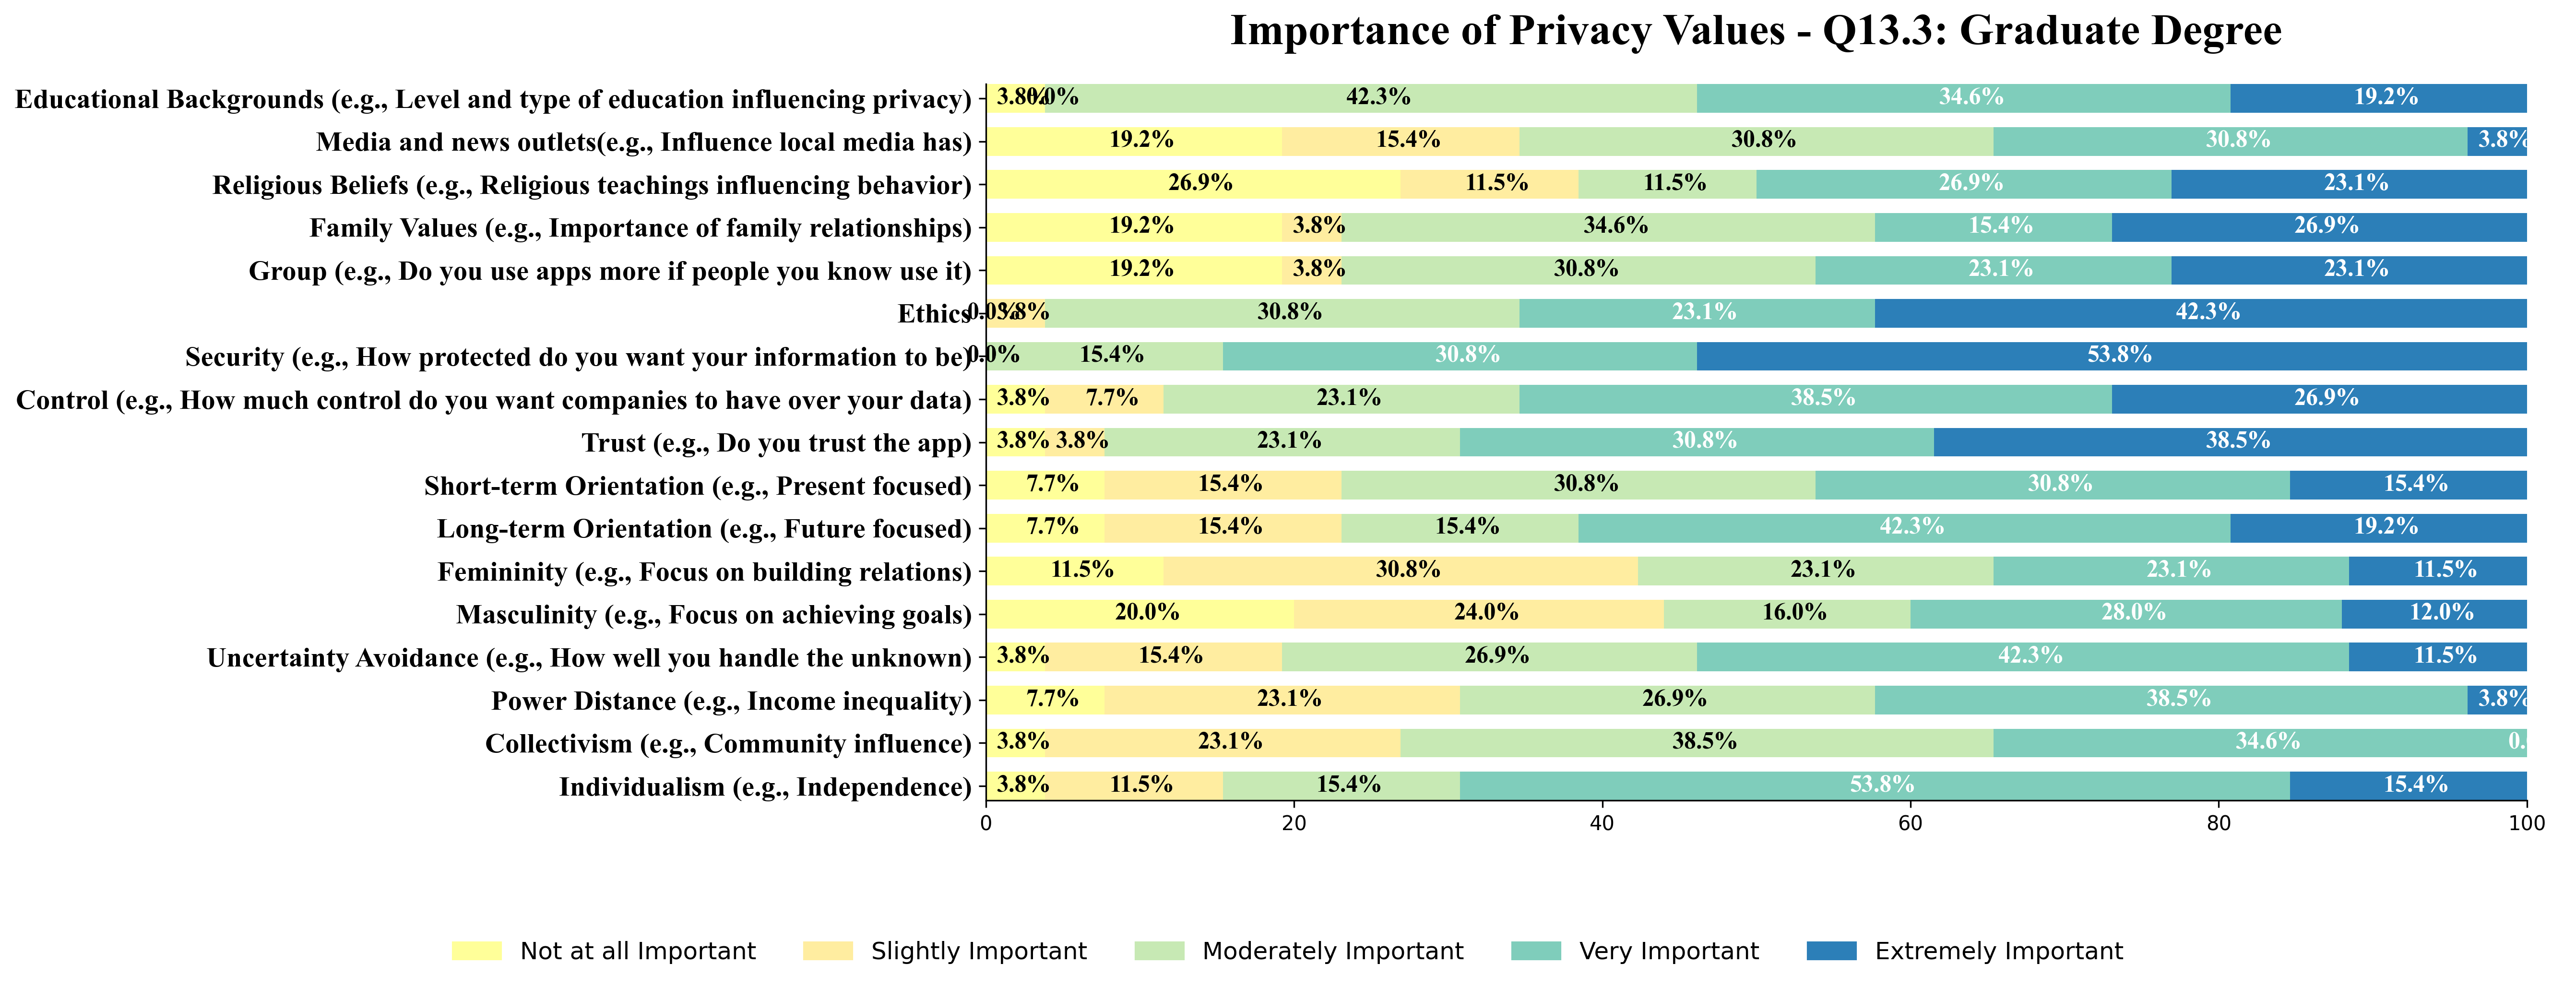 Importance of Privacy Values - Q13.3: Graduate Degree
Educational Backgrounds (e.g., Level and type of education influencing privacy) 3.8% 0.0% 42.3% 34.6% 19.2%
Media and news outlets(e.g., Influence local media has) 19.2% 15.4% 30.8% 30.8% 3.8%
Religious Beliefs (e.g., Religious teachings influencing behavior) 26.9% 11.5% 11.5% 26.9% 23.1%
Family Values (e.g., Importance of family relationships) 19.2% 3.8% 34.6% 15.4% 26.9%
Group (e.g., Do you use apps more if people you know use it) 19.2% 3.8% 30.8% 23.1% 23.1%
Ethics 0.0% 3.8% 30.8% 23.1% 42.3%
Security (e.g., How protected do you want your information to be) 0.0% 15.4% 30.8% 53.8%
Control (e.g., How much control do you want companies to have over your data) 3.8% 7.7% 23.1% 38.5% 26.9%
Trust (e.g., Do you trust the app) 3.8% 3.8% 23.1% 30.8% 38.5%
Short-term Orientation (e.g., Present focused) 7.7% 15.4% 30.8% 30.8% 15.4%
Long-term Orientation (e.g., Future focused) 7.7% 15.4% 15.4% 42.3% 19.2%
Femininity (e.g., Focus on building relations) 11.5% 30.8% 23.1% 23.1% 11.5%
Masculinity (e.g., Focus on achieving goals) 20.0% 24.0% 16.0% 28.0% 12.0%
Uncertainty Avoidance (e.g., How well you handle the unknown) 3.8% 15.4% 26.9% 42.3% 11.5%
Power Distance (e.g., Income inequality) 7.7% 23.1% 26.9% 38.5% 3.8%
Collectivism (e.g., Community influence) 3.8% 23.1% 38.5% 34.6% 0.
Individualism (e.g., Independence) 3.8% 11.5% 15.4% 53.8% 15.4%
0 20 40 60 80 100
Not at all Important Slightly Important Moderately Important Very Important Extremely Important